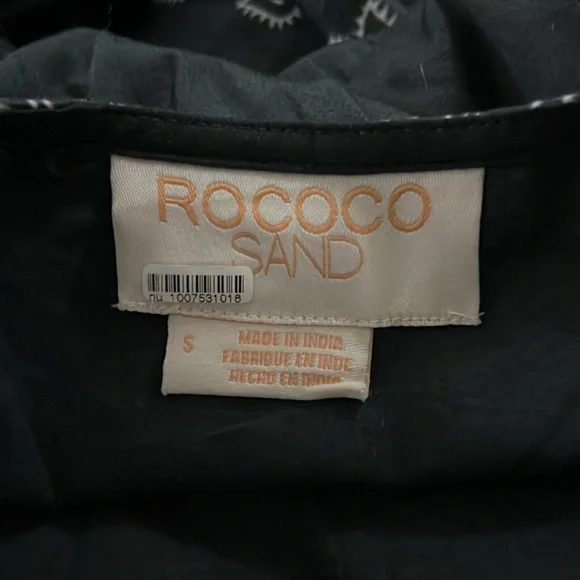 ROCOCO
SAND
nu 1007531018
S
MADE IN INDIA
FABRIQUE EN INDE
HECHO EN INDIA